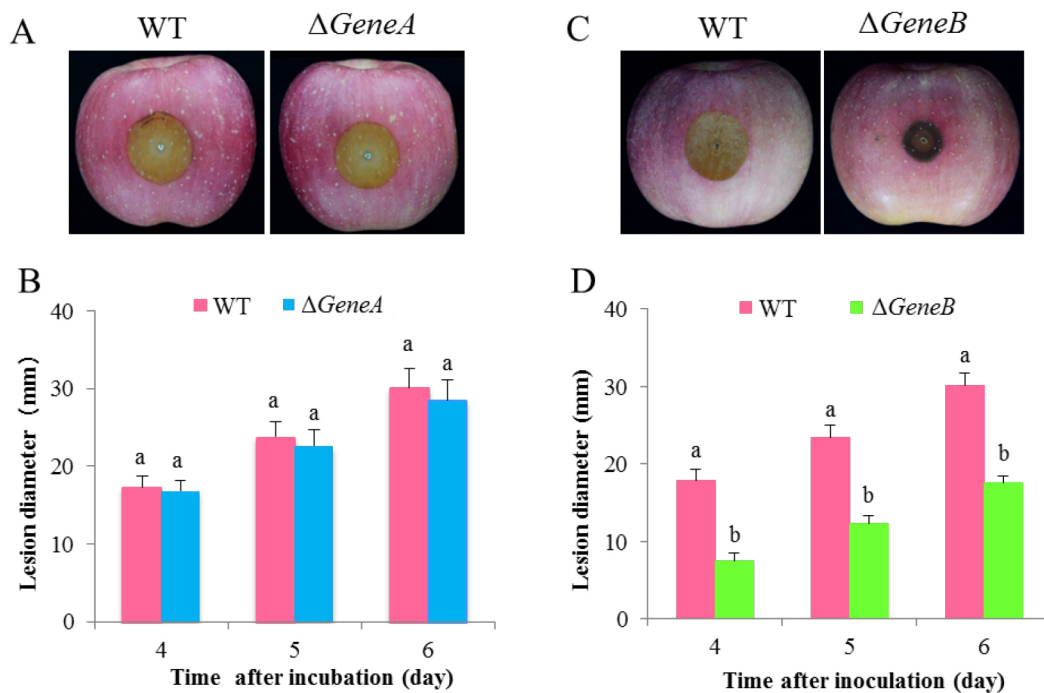 A
WT
ΔGeneA
B
WT
ΔGeneA
Lesion diameter (mm)
40
30
20
10
0
a
a
a
a
a
a
4
5
6
Time after incubation (day)
C
WT
ΔGeneB
D
WT
ΔGeneB
Lesion diameter (mm)
40
30
20
10
0
a
b
a
b
a
b
4
5
6
Time after inoculation (day)